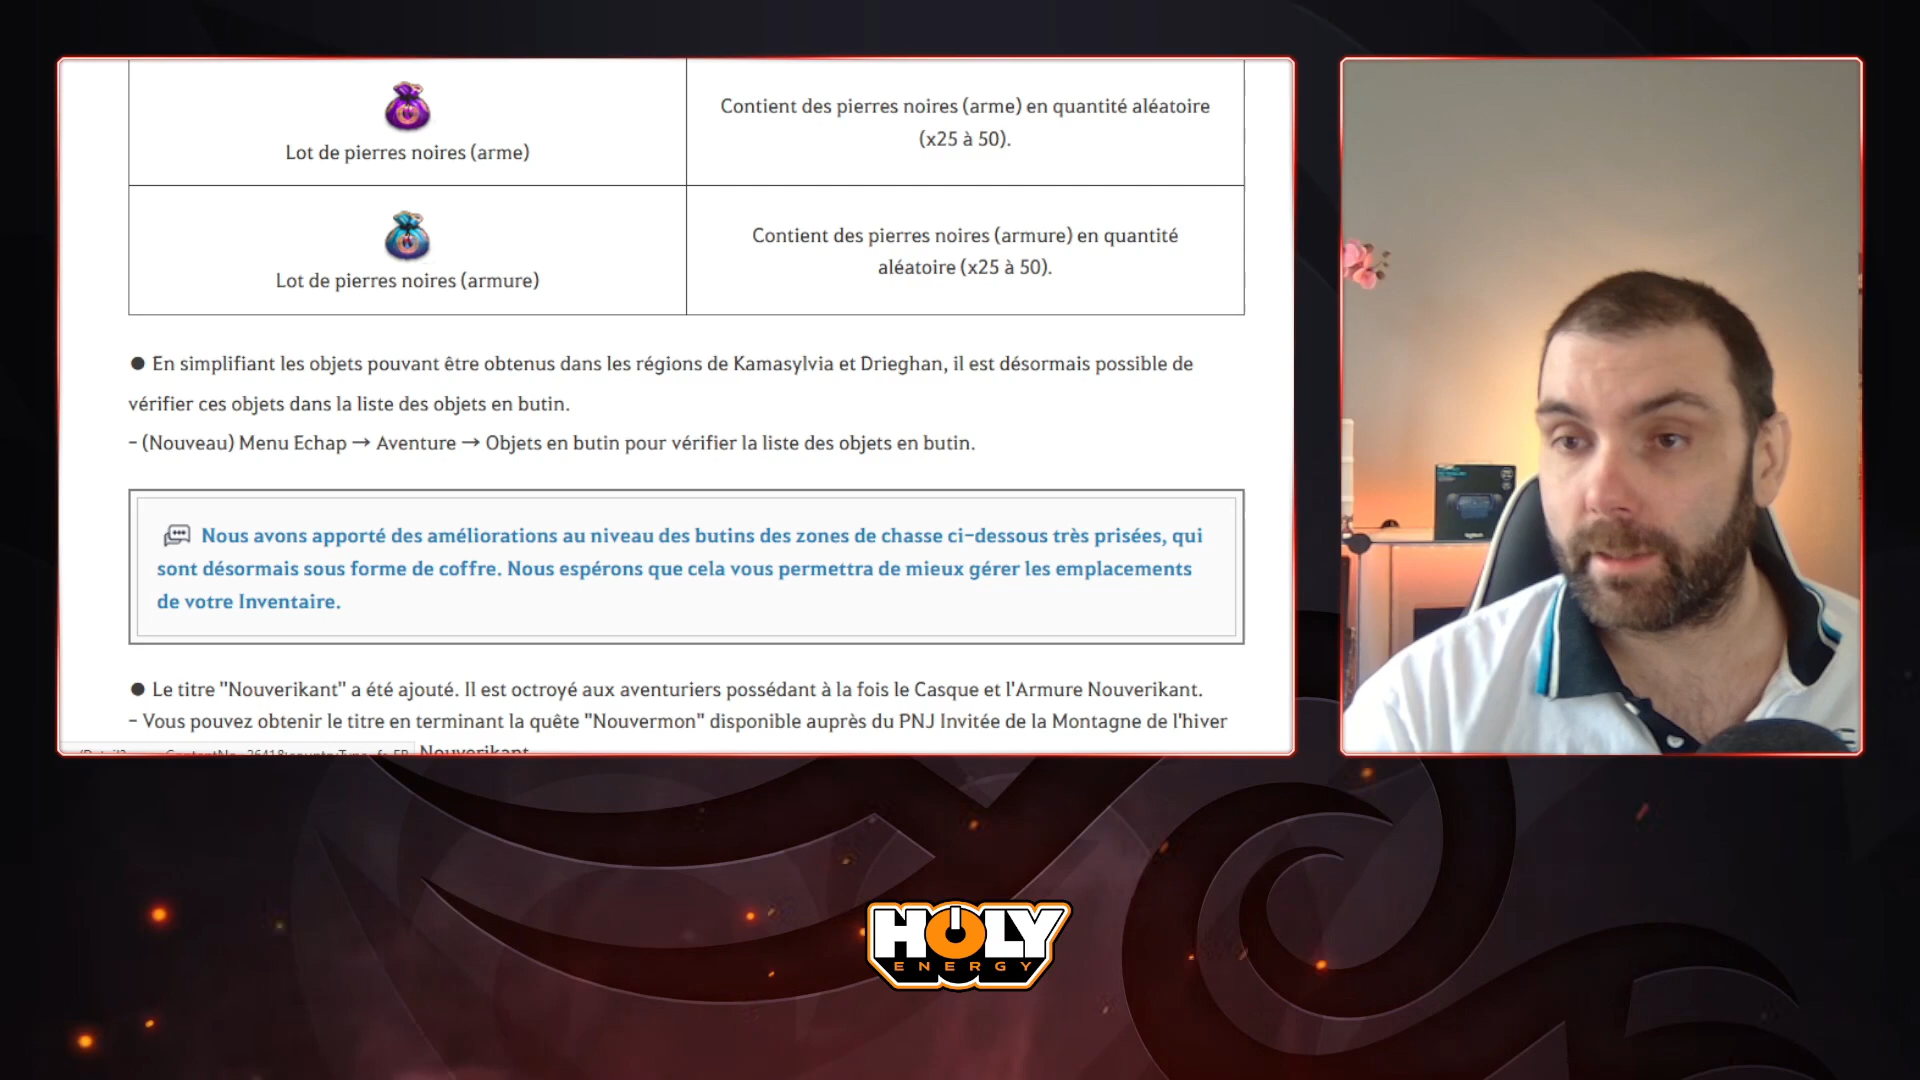 Lot de pierres noires (arme)
Contient des pierres noires (arme) en quantité aléatoire
(x25 à 50).
Lot de pierres noires (armure)
Contient des pierres noires (armure) en quantité
aléatoire (x25 à 50).
● En simplifiant les objets pouvant être obtenus dans les régions de Kamasylvia et Drieghan, il est désormais possible de
vérifier ces objets dans la liste des objets en butin.
- (Nouveau) Menu Echap → Aventure → Objets en butin pour vérifier la liste des objets en butin.
Nous avons apporté des améliorations au niveau des butins des zones de chasse ci-dessous très prisées, qui
sont désormais sous forme de coffre. Nous espérons que cela vous permettra de mieux gérer les emplacements
de votre Inventaire.
● Le titre "Nouverikant" a été ajouté. Il est octroyé aux aventuriers possédant à la fois le Casque et l'Armure Nouverikant.
- Vous pouvez obtenir le titre en terminant la quête "Nouvermon" disponible auprès du PNJ Invitée de la Montagne de l'hiver
Nouverikant
HOLY
ENERGY